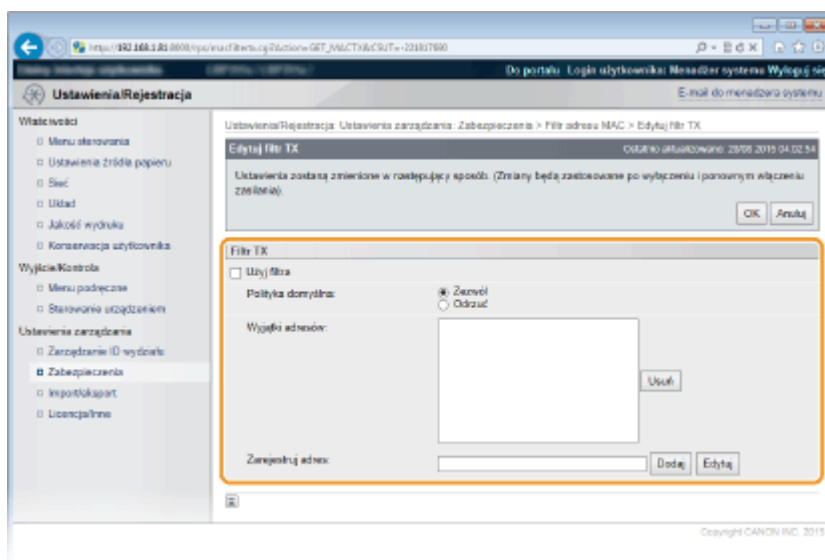 Do portalu Login użytkownika: Menedżer systemu Wyloguj się
Ustawienia/Rejestracja
E-mail do menedżera systemu
Właściwości
Menu sterowania
Ustawienia źródła papieru
Sieć
Układ
Jakość wydruku
Konserwacja użytkownika
Wyjście/Kontrola
Menu podręczne
Sterowanie urządzeniem
Ustawienia zarządzania
Zarządzanie ID wydziału
Zabezpieczenia
Import/eksport
Licencja/Inne
Ustawienia/Rejestracja: Ustawienia zarządzania: Zabezpieczenia > Filtr adresu MAC > Edytuj filtr TX
Edytuj filtr TX
Ostatnio aktualizowano: 28/08 2015 04:02:54
Ustawienia zostaną zmienione w następujący sposób. (Zmiany będą zastosowane po wyłączeniu i ponownym włączeniu
zasilania).
OK Anuluj
Filtr TX
Użyj filtra
Polityka domyślna:
Zezwól
Odrzuć
Wyjątki adresów:
Usuń
Zarejestruj adres:
Dodaj Edytuj
Copyright CANON INC. 2015